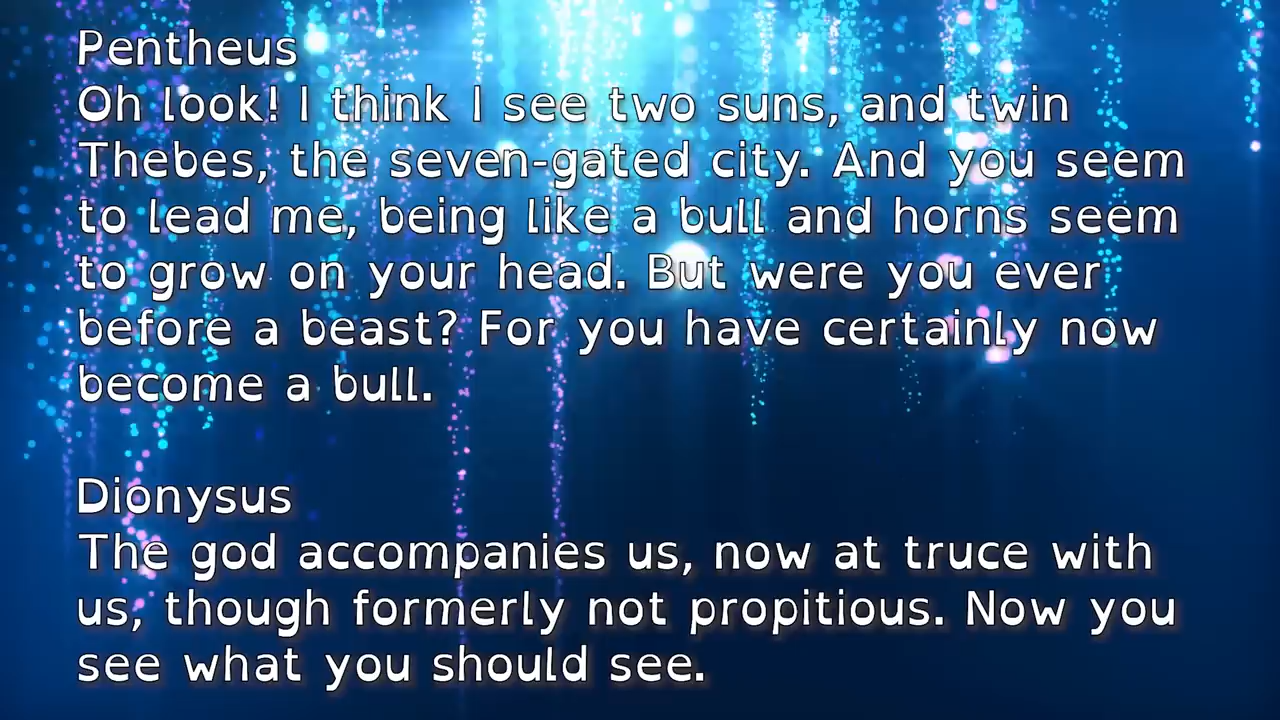 Pentheus
Oh look! I think I see two suns, and twin
Thebes, the seven-gated city. And you seem
to lead me, being like a bull and horns seem
to grow on your head. But were you ever
before a beast? For you have certainly now
become a bull.
Dionysus
The god accompanies us, now at truce with
us, though formerly not propitious. Now you
see what you should see.